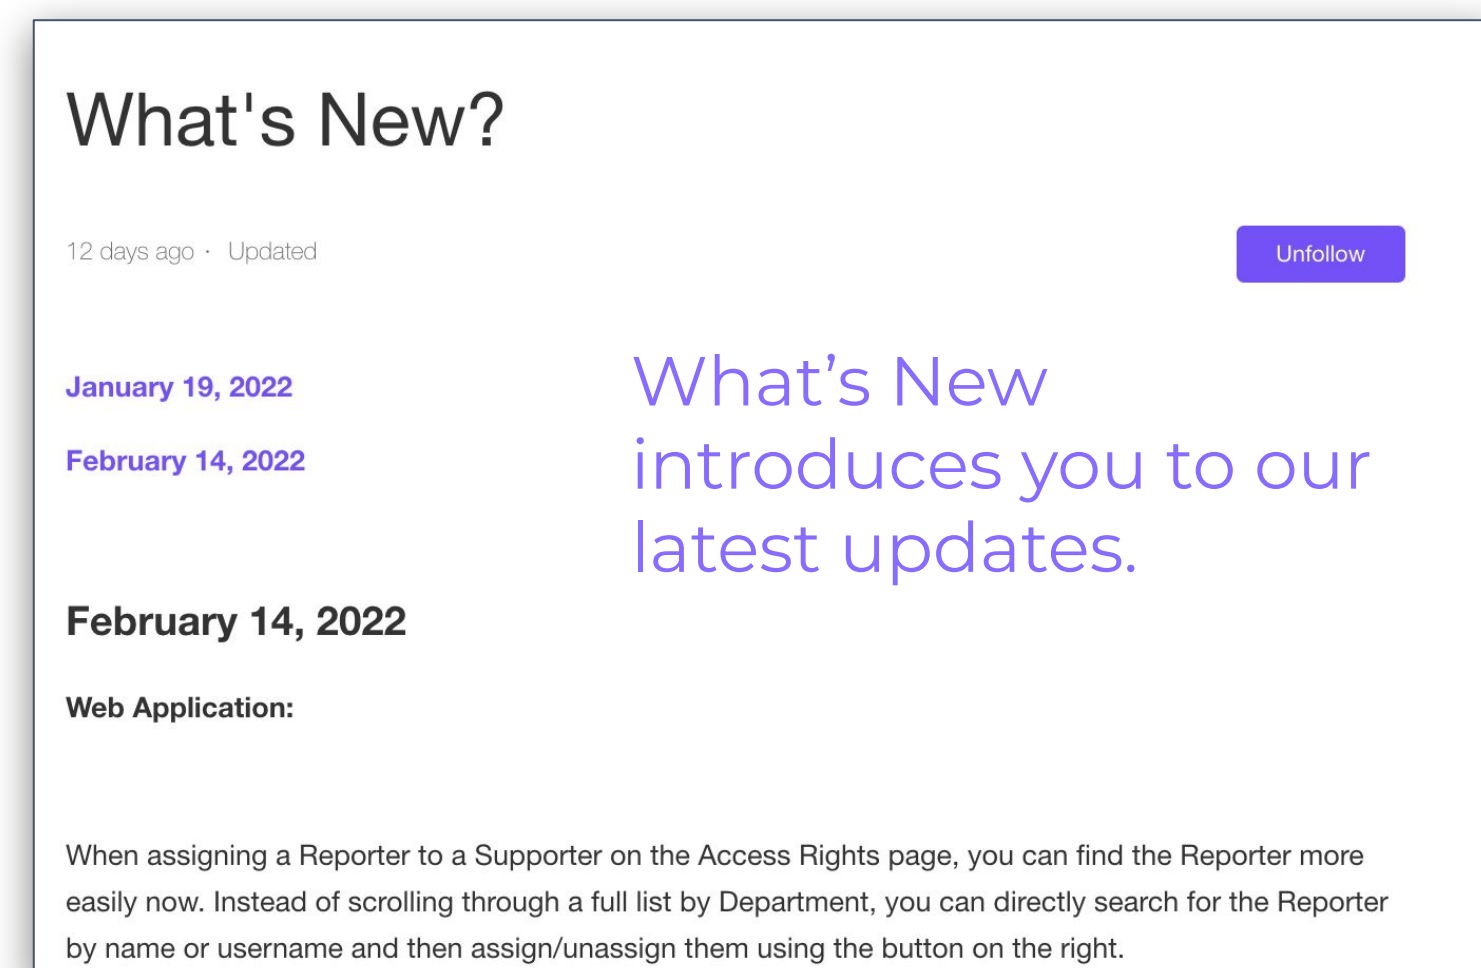 What's New?
12 days ago · Updated
Unfollow
January 19, 2022
February 14, 2022
What’s New
introduces you to our
latest updates.
February 14, 2022
Web Application:
When assigning a Reporter to a Supporter on the Access Rights page, you can find the Reporter more
easily now. Instead of scrolling through a full list by Department, you can directly search for the Reporter
by name or username and then assign/unassign them using the button on the right.